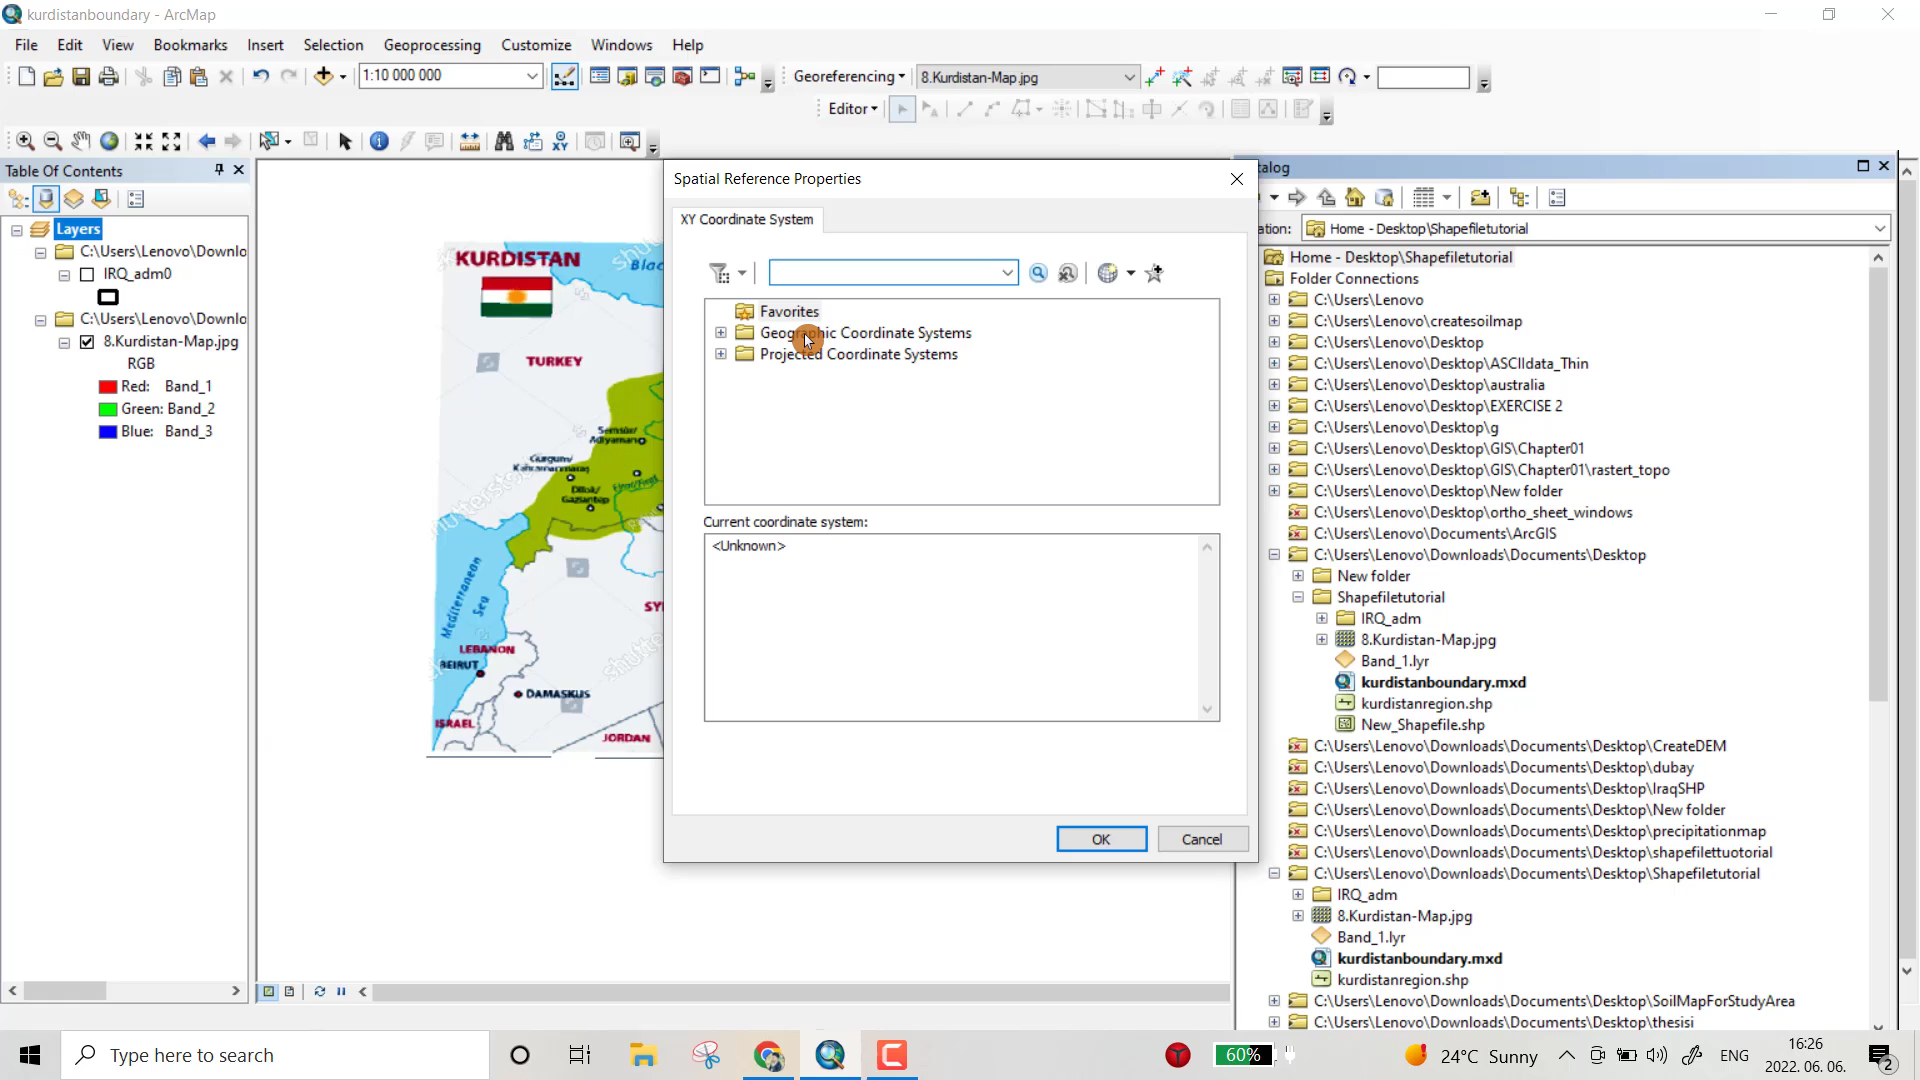 kurdistanboundary - ArcMap
File Edit View Bookmarks Insert Selection Geoprocessing Customize Windows Help
1:10 000 000
Georeferencing
8.Kurdistan-Map.jpg
Editor
Table Of Contents
Layers
C:\Users\Lenovo\Downlo
IRQ_adm0
C:\Users\Lenovo\Downlo
8.Kurdistan-Map.jpg
RGB
Red: Band_1
Green: Band_2
Blue: Band_3
KURDISTAN
Blac
TURKEY
Semsûr/
Adiyaman
Gaziantep
Mediterranean
Sea
SY
LEBANON
BEIRUT
DAMASKUS
ISRAEL
JORDAN
shutterstock
Spatial Reference Properties
XY Coordinate System
Favorites
Geographic Coordinate Systems
Projected Coordinate Systems
Current coordinate system:
<Unknown>
OK
Cancel
talog
ation:
Home - Desktop\Shapefiletutorial
Home - Desktop\Shapefiletutorial
Folder Connections
C:\Users\Lenovo
C:\Users\Lenovo\createsoilmap
C:\Users\Lenovo\Desktop
C:\Users\Lenovo\Desktop\ASCIIdata_Thin
C:\Users\Lenovo\Desktop\australia
C:\Users\Lenovo\Desktop\EXERCISE 2
C:\Users\Lenovo\Desktop\g
C:\Users\Lenovo\Desktop\GIS\Chapter01
C:\Users\Lenovo\Desktop\GIS\Chapter01\rastert_topo
C:\Users\Lenovo\Desktop\New folder
C:\Users\Lenovo\Desktop\ortho_sheet_windows
C:\Users\Lenovo\Documents\ArcGIS
C:\Users\Lenovo\Downloads\Documents\Desktop
New folder
Shapefiletutorial
IRQ_adm
8.Kurdistan-Map.jpg
Band_1.lyr
kurdistanboundary.mxd
kurdistanregion.shp
New_Shapefile.shp
C:\Users\Lenovo\Downloads\Documents\Desktop\CreateDEM
C:\Users\Lenovo\Downloads\Documents\Desktop\dubay
C:\Users\Lenovo\Downloads\Documents\Desktop\IraqSHP
C:\Users\Lenovo\Downloads\Documents\Desktop\New folder
C:\Users\Lenovo\Downloads\Documents\Desktop\precipitationmap
C:\Users\Lenovo\Downloads\Documents\Desktop\shapefilettuotorial
C:\Users\Lenovo\Downloads\Documents\Desktop\Shapefiletutorial
IRQ_adm
8.Kurdistan-Map.jpg
Band_1.lyr
kurdistanboundary.mxd
kurdistanregion.shp
C:\Users\Lenovo\Downloads\Documents\Desktop\SoilMapForStudyArea
C:\Users\Lenovo\Downloads\Documents\Desktop\thesisi
Type here to search
60%
24°C Sunny
ENG
16:26
2022. 06. 06.
2